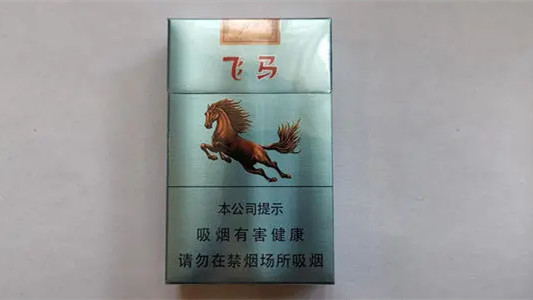 飞马
本公司提示
吸烟有害健康
请勿在禁烟场所吸烟